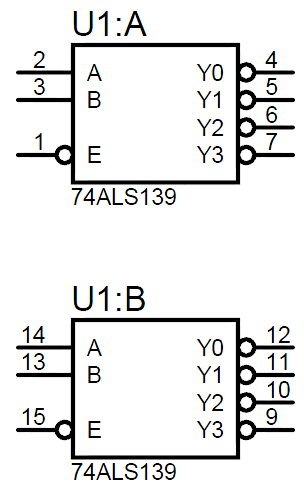 U1:A
2 A Y0 4
3 B Y1 5
Y2 6
1 E Y3 7
74ALS139
U1:B
14 A Y0 12
13 B Y1 11
Y2 10
15 E Y3 9
74ALS139